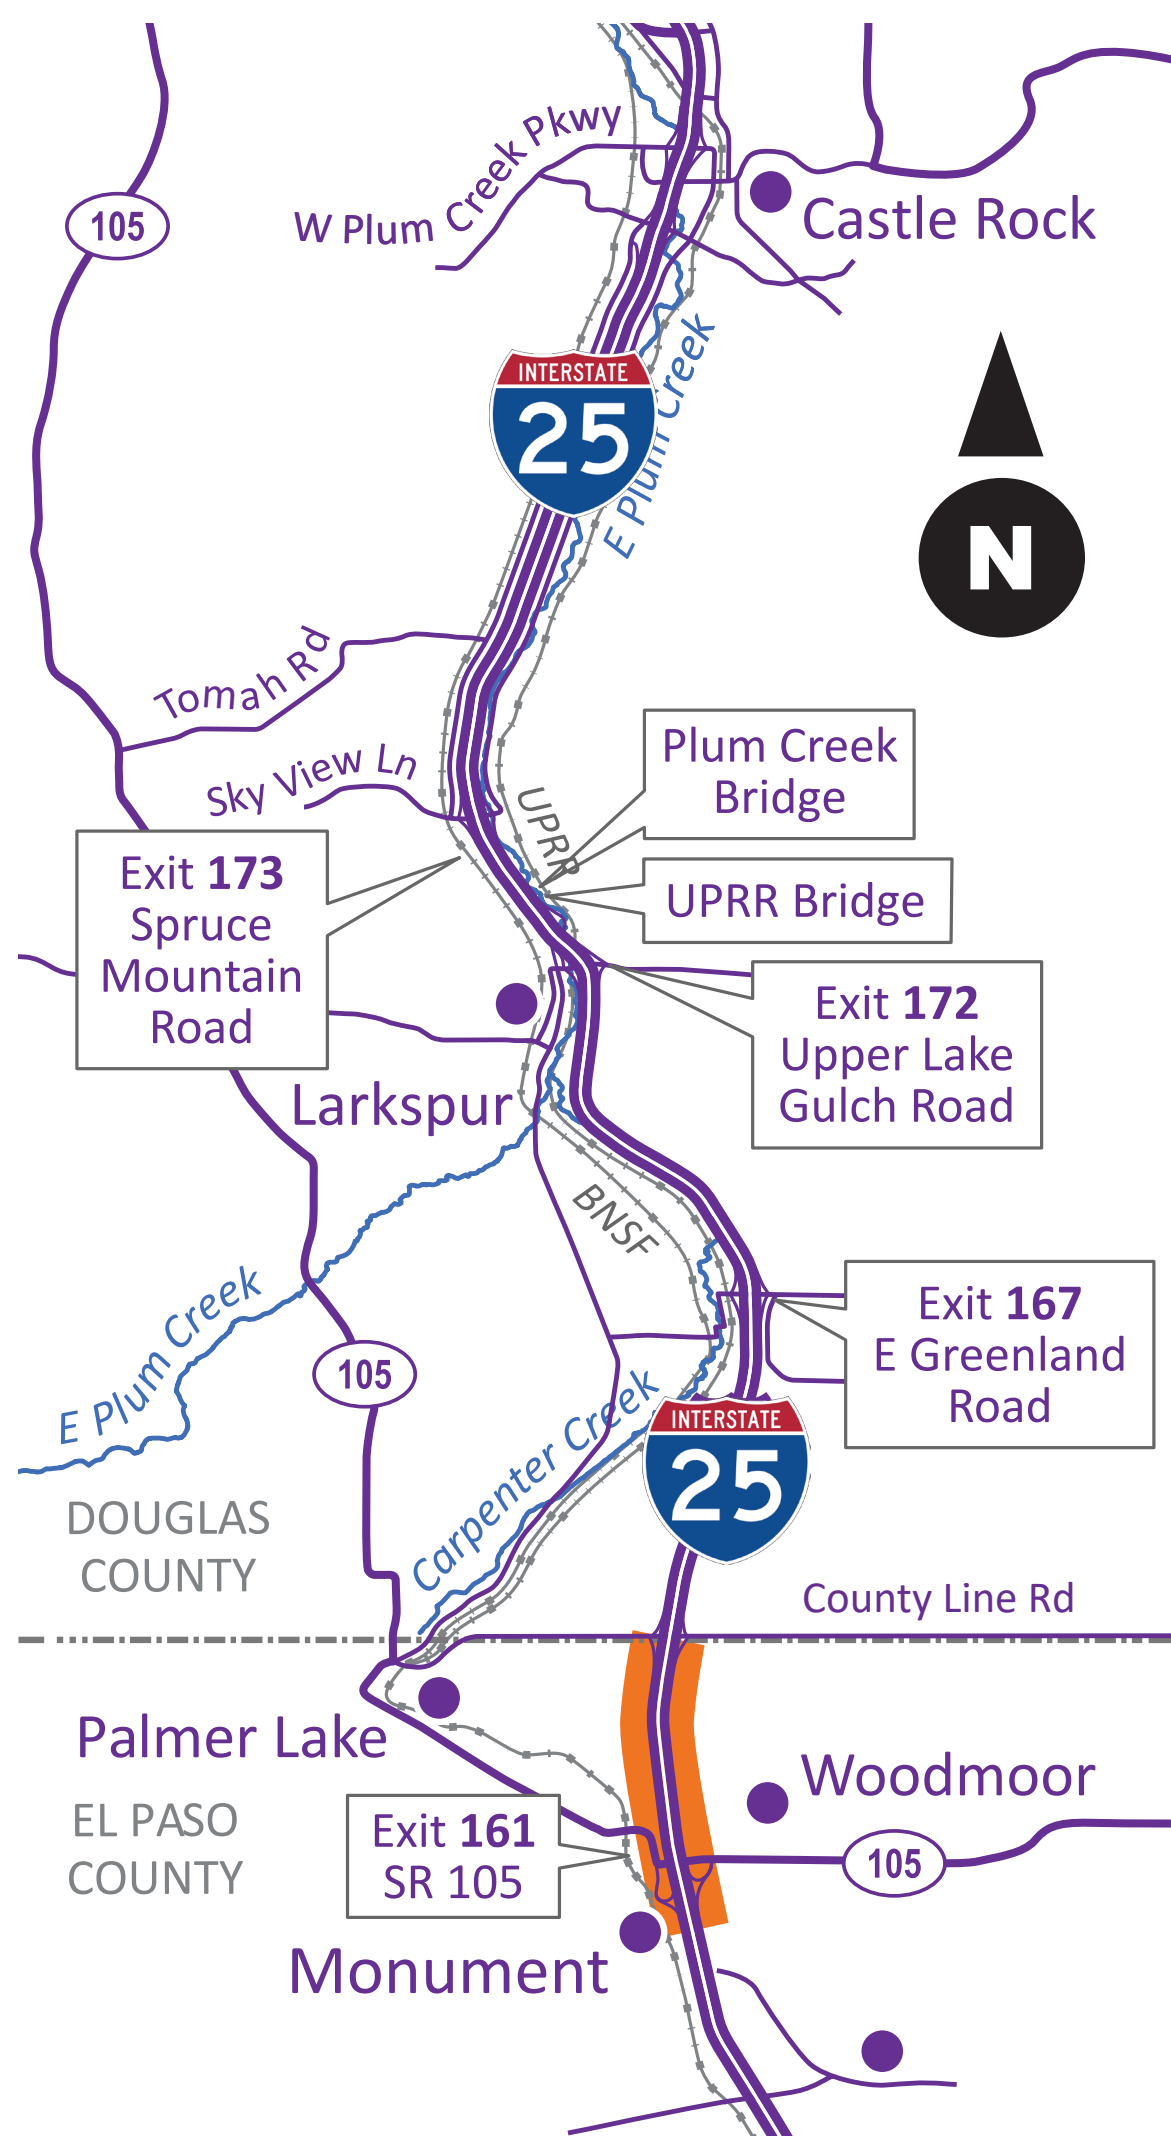 W Plum Creek Pkwy
105
Castle Rock
INTERSTATE
25
E Plum Creek
N
Tomah Rd
Sky View Ln
Plum Creek
Bridge
UPRR
UPRR Bridge
Exit 173
Spruce
Mountain
Road
Exit 172
Upper Lake
Gulch Road
Larkspur
BNSF
E Plum Creek
Exit 167
E Greenland
Road
105
Carpenter Creek
INTERSTATE
25
DOUGLAS
COUNTY
County Line Rd
Palmer Lake
Woodmoor
EL PASO
COUNTY
Exit 161
SR 105
105
Monument